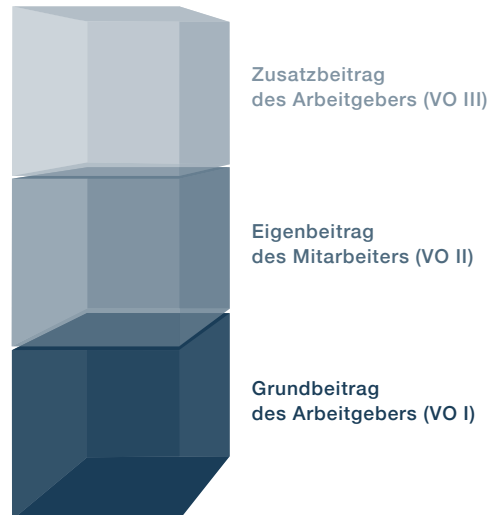 Zusatzbeitrag
des Arbeitgebers (VO III)
Eigenbeitrag
des Mitarbeiters (VO II)
Grundbeitrag
des Arbeitgebers (VO I)